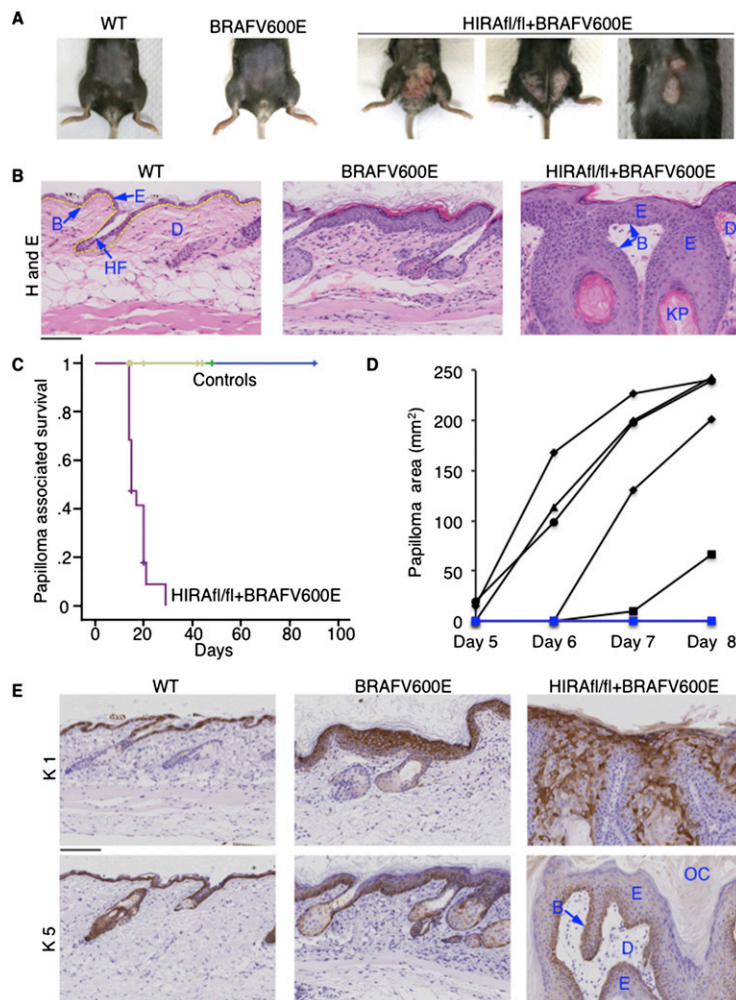 A
WT
BRAFV600E
HIRAfl/fl+BRAFV600E
B
WT
BRAFV600E
HIRAfl/fl+BRAFV600E
H and E
B
E
D
HF
E
B
E
D
KP
C
Papilloma associated survival
1
.8
.6
.4
.2
0
Controls
HIRAfl/fl+BRAFV600E
0 20 40 60 80 100
Days
D
Papilloma area (mm²)
250
200
150
100
50
0
Day 5 Day 6 Day 7 Day 8
E
WT
BRAFV600E
HIRAfl/fl+BRAFV600E
K 1
K 5
OC
B
E
D
E